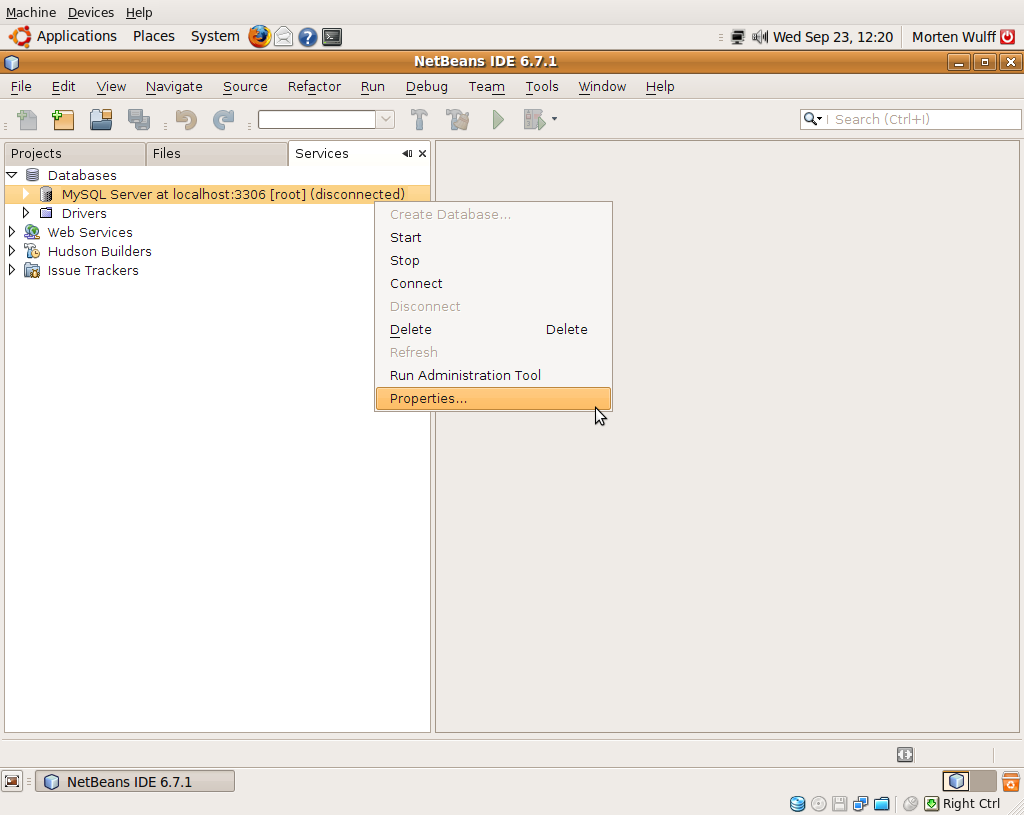 Machine Devices Help
Applications Places System Wed Sep 23, 12:20 Morten Wulff
NetBeans IDE 6.7.1
File Edit View Navigate Source Refactor Run Debug Team Tools Window Help
Search (Ctrl+I)
Projects Files Services
Databases
MySQL Server at localhost:3306 [root] (disconnected)
Drivers
Web Services
Hudson Builders
Issue Trackers
Create Database...
Start
Stop
Connect
Disconnect
Delete Delete
Refresh
Run Administration Tool
Properties...
NetBeans IDE 6.7.1
Right Ctrl